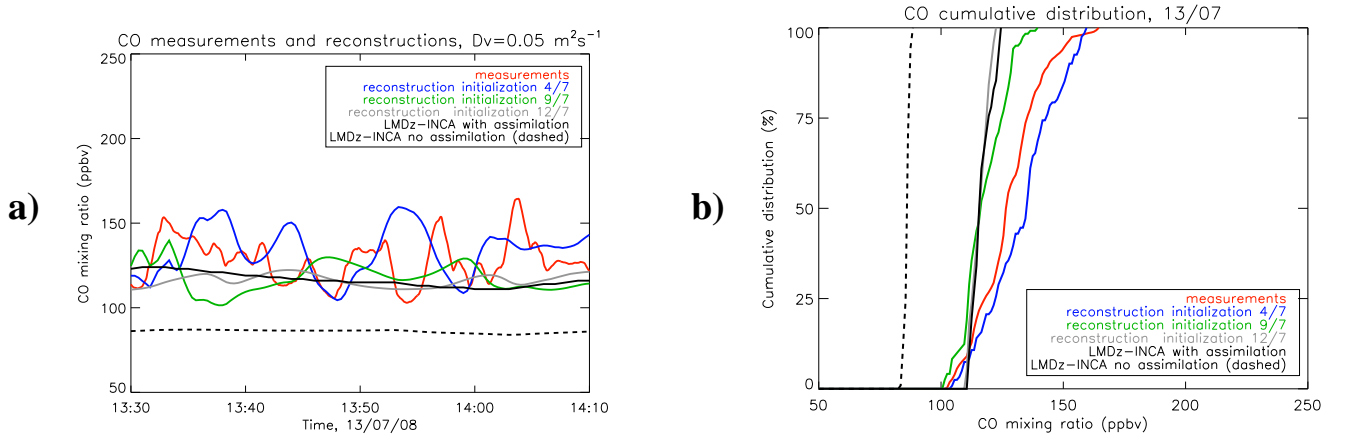 a)
CO measurements and reconstructions, Dv=0.05 m²s⁻¹
250
200
150
100
50
CO mixing ratio (ppbv)
measurements
reconstruction initialization 4/7
reconstruction initialization 9/7
reconstruction initialization 12/7
LMDz-INCA with assimilation
LMDz-INCA no assimilation (dashed)
13:30
13:40
13:50
14:00
14:10
Time, 13/07/08
b)
CO cumulative distribution, 13/07
100
75
50
25
0
Cumulative distribution (%)
measurements
reconstruction initialization 4/7
reconstruction initialization 9/7
reconstruction initialization 12/7
LMDz-INCA with assimilation
LMDz-INCA no assimilation (dashed)
50
100
150
200
250
CO mixing ratio (ppbv)